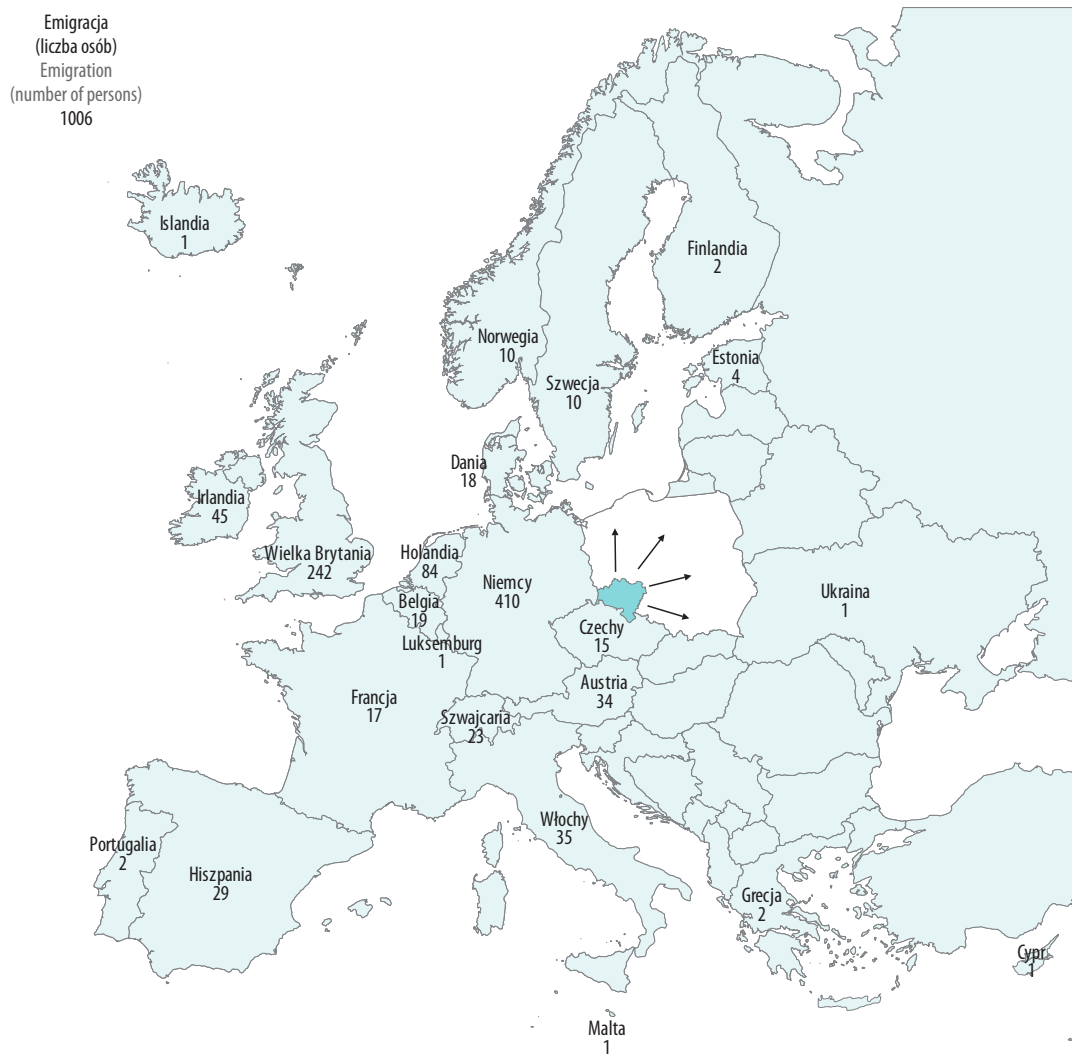 Emigracja
(liczba osób)
Emigration
(number of persons)
1006
Islandia
1
Finlandia
2
Norwegia
10
Szwecja
10
Estonia
4
Dania
18
Irlandia
45
Wielka Brytania
242
Holandia
84
Niemcy
410
Belgia
19
Luksemburg
1
Ukraina
1
Czechy
15
Austria
34
Francja
17
Szwajcaria
23
Włochy
35
Portugalia
2
Hiszpania
29
Grecja
2
Cypr
1
Malta
1